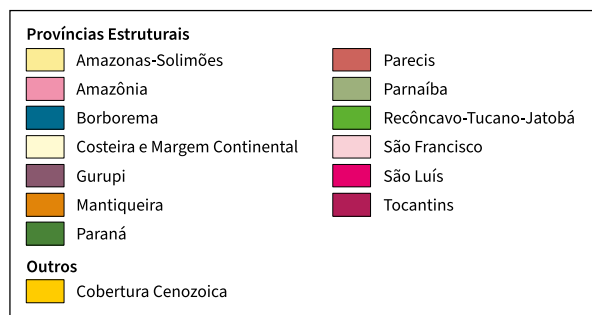 Províncias Estruturais
Amazonas-Solimões
Amazônia
Borborema
Costeira e Margem Continental
Gurupi
Mantiqueira
Paraná
Parecis
Parnaíba
Recôncavo-Tucano-Jatobá
São Francisco
São Luís
Tocantins
Outros
Cobertura Cenozoica